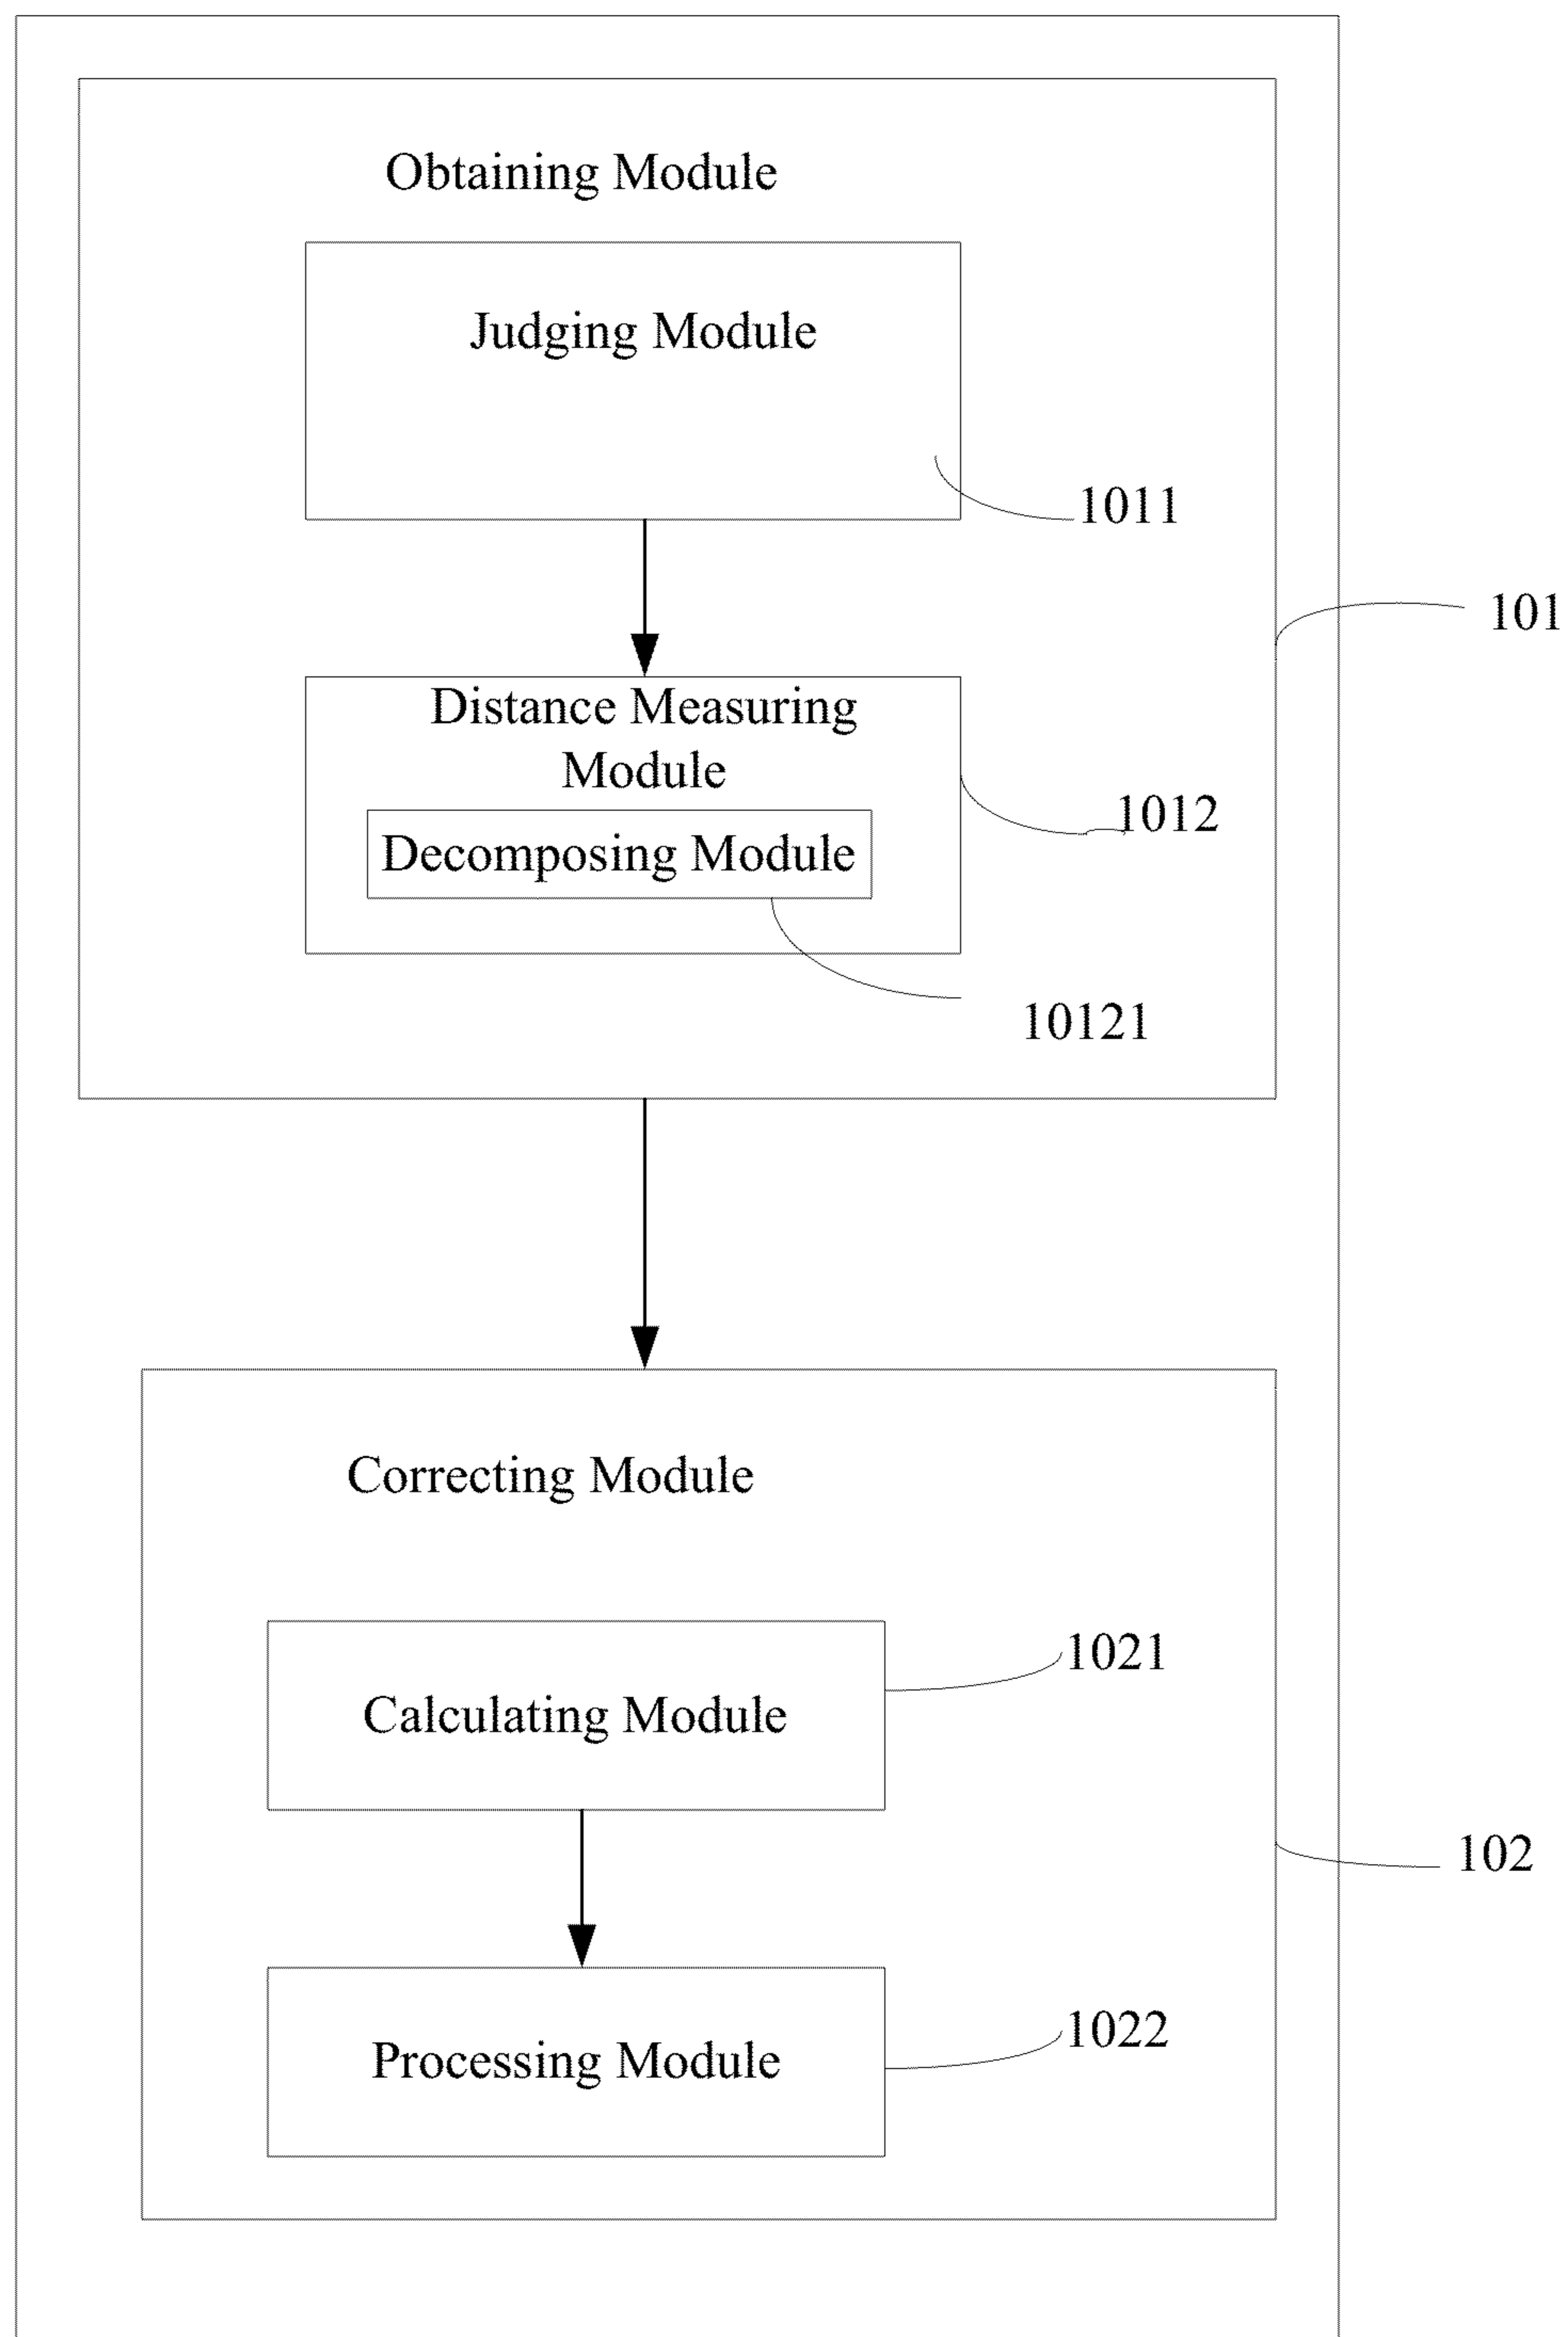 Obtaining Module
Judging Module
1011
101
Distance Measuring
Module
1012
Decomposing Module
10121
Correcting Module
1021
Calculating Module
102
1022
Processing Module